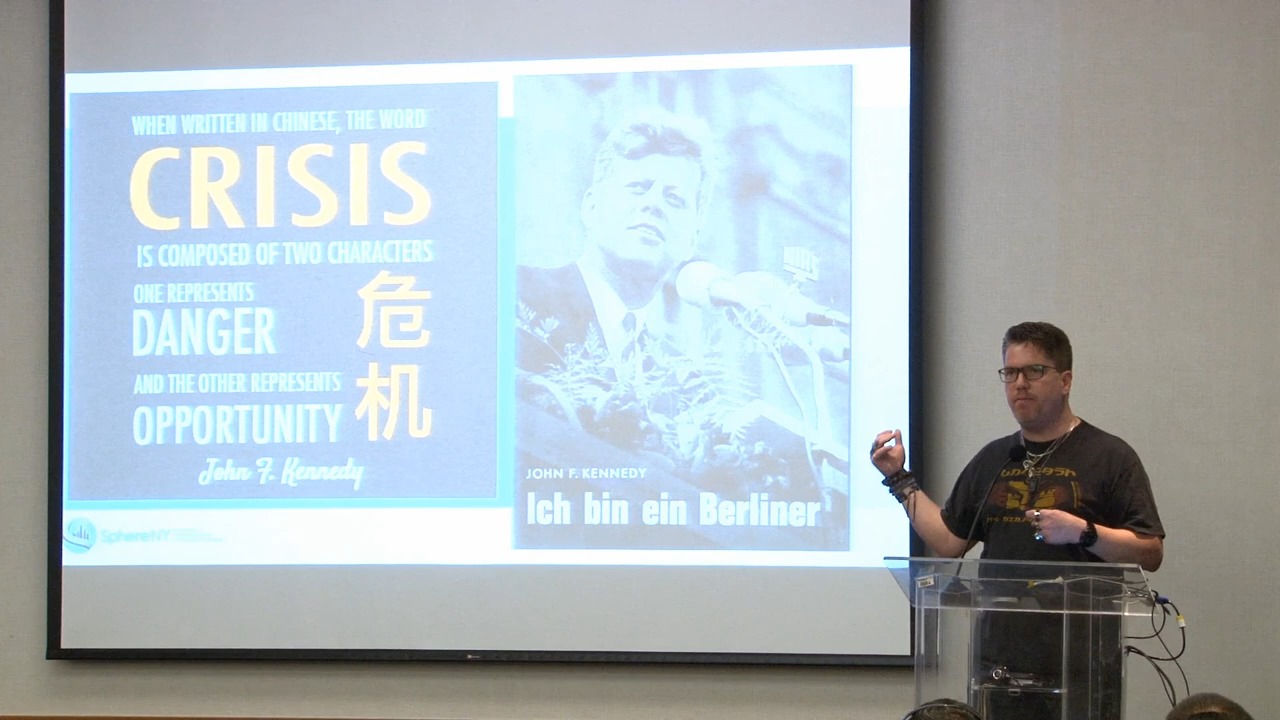 WHEN WRITTEN IN CHINESE, THE WORD
CRISIS
IS COMPOSED OF TWO CHARACTERS
ONE REPRESENTS
DANGER
危
AND THE OTHER REPRESENTS
OPPORTUNITY
机
John F. Kennedy
JOHN F. KENNEDY
Ich bin ein Berliner
SphereNY